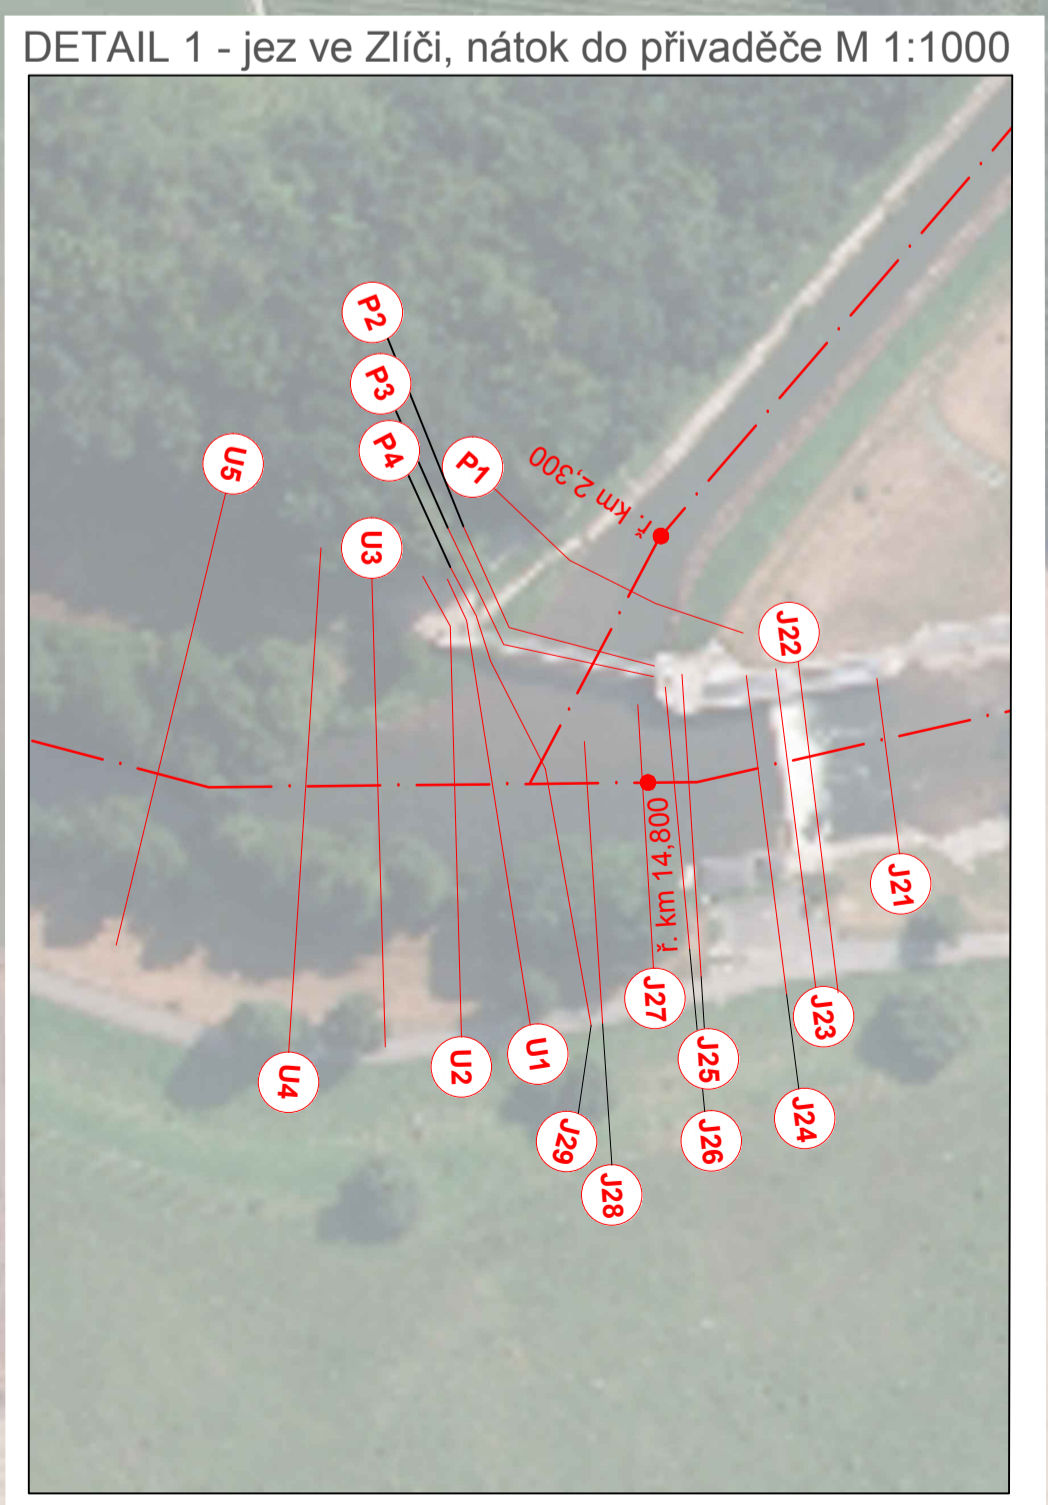 DETAIL 1 - jez ve Zlíči, nátok do přivaděče M 1:1000
P2
P3
P4
P1
U5
ř. km 2,300
U3
J22
J21
ř. km 14,800
J27
J23
U1
U2
J25
U4
J24
J29
J26
J28